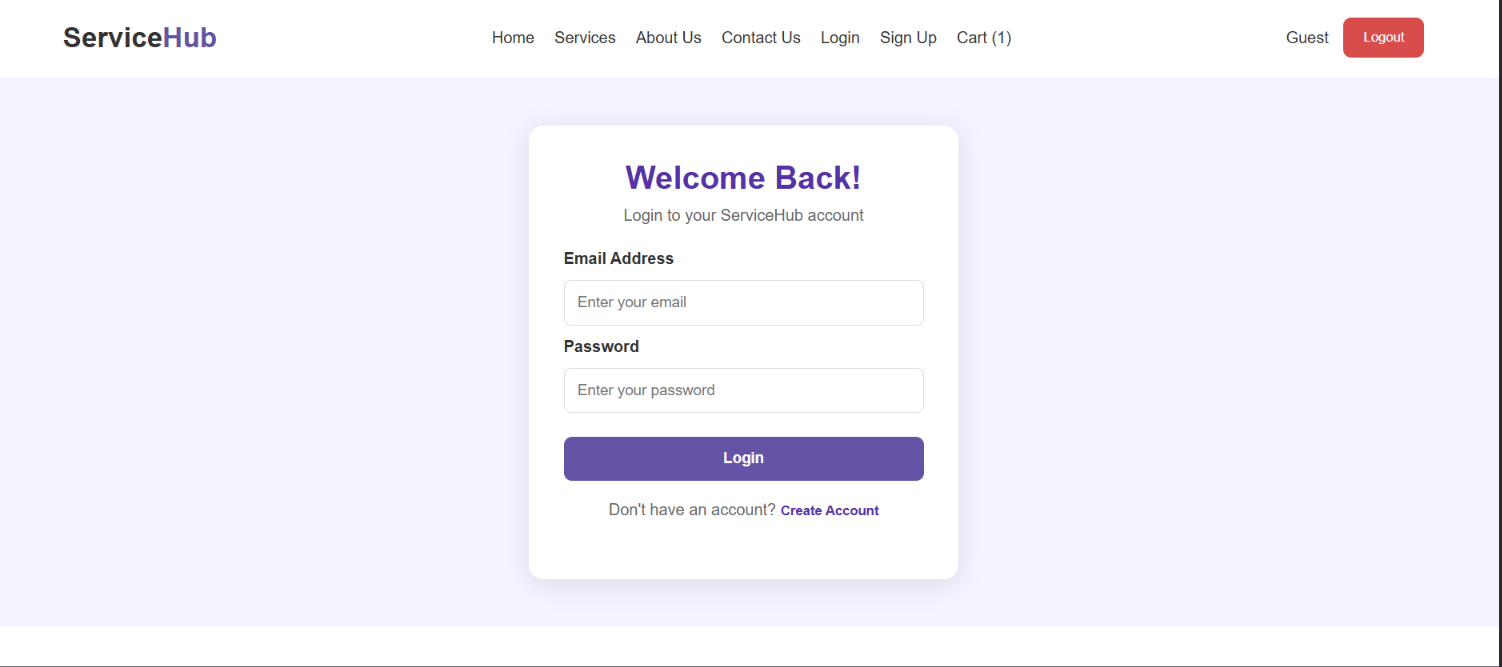 ServiceHub Home Services About Us Contact Us Login Sign Up Cart (1) Guest Logout
Welcome Back!
Login to your ServiceHub account
Email Address
Enter your email
Password
Enter your password
Login
Don't have an account? Create Account